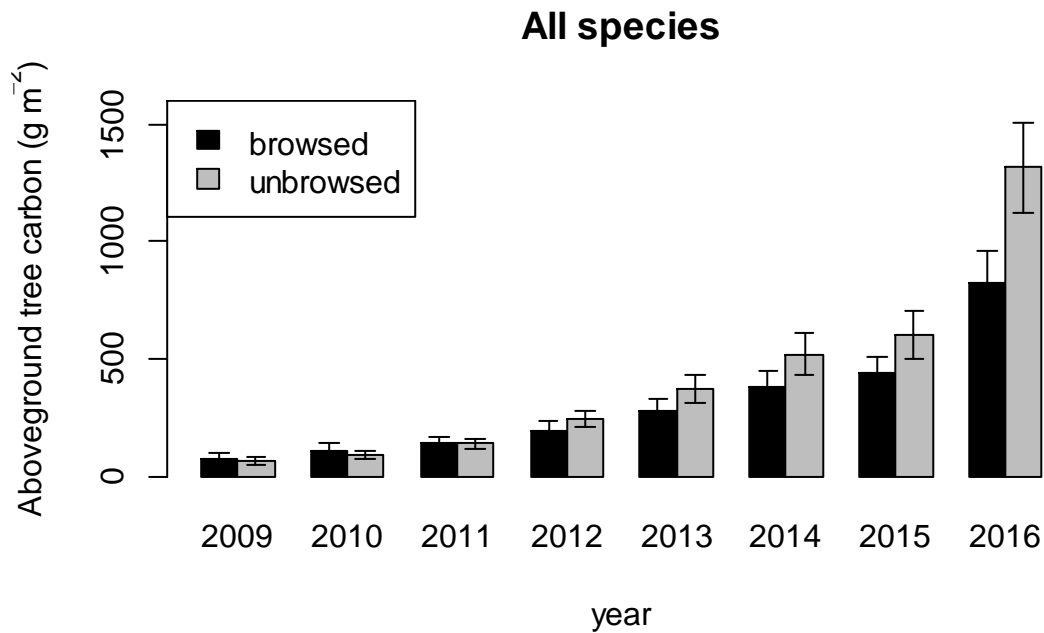 All species
Aboveground tree carbon (g m⁻²)
1500
1000
500
0
browsed
unbrowsed
2009 2010 2011 2012 2013 2014 2015 2016
year